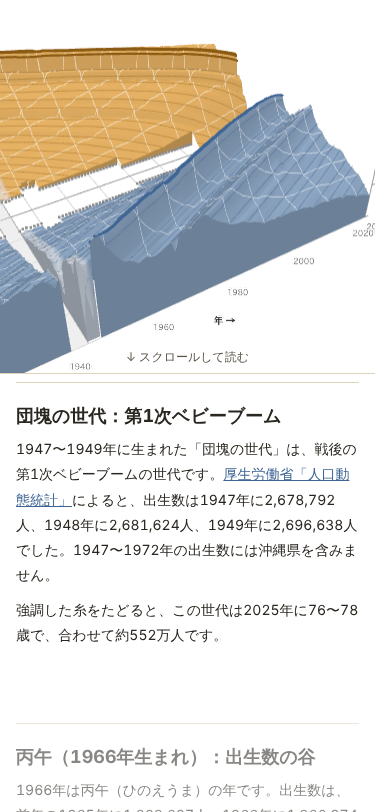 20
2020
2000
1980
年→
1960
↓ スクロールして読む
1940
団塊の世代：第1次ベビーブーム
1947〜1949年に生まれた「団塊の世代」は、戦後の
第1次ベビーブームの世代です。厚生労働省「人口動
態統計」によると、出生数は1947年に2,678,792
人、1948年に2,681,624人、1949年に2,696,638人
でした。1947〜1972年の出生数には沖縄県を含みま
せん。
強調した糸をたどると、この世代は2025年に76〜78
歳で、合わせて約552万人です。
丙午（1966年生まれ）：出生数の谷
1966年は丙午（ひのえうま）の年です。出生数は、